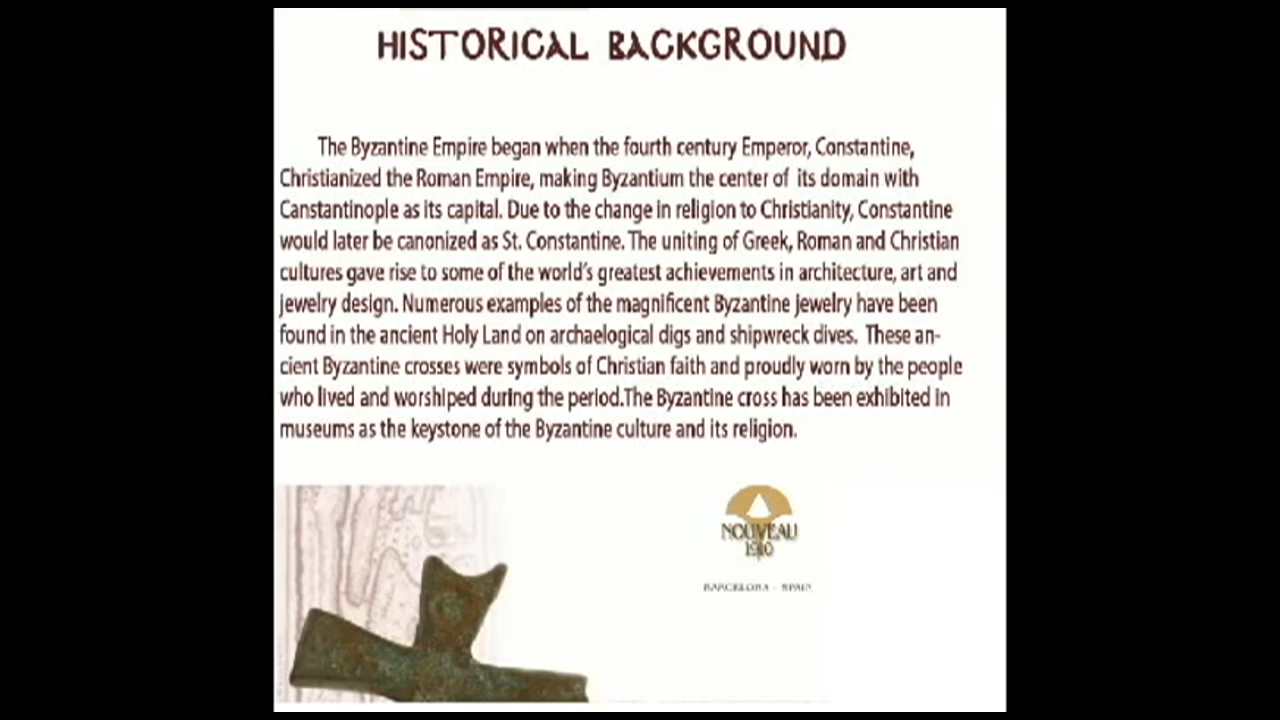 HISTORICAL BACKGROUND
The Byzantine Empire began when the fourth century Emperor, Constantine,
Christianized the Roman Empire, making Byzantium the center of its domain with
Canstantinople as its capital. Due to the change in religion to Christianity, Constantine
would later be canonized as St. Constantine. The uniting of Greek, Roman and Christian
cultures gave rise to some of the world's greatest achievements in architecture, art and
jewelry design. Numerous examples of the magnificent Byzantine jewelry have been
found in the ancient Holy Land on archaelogical digs and shipwreck dives. These an-
cient Byzantine crosses were symbols of Christian faith and proudly worn by the people
who lived and worshiped during the period.The Byzantine cross has been exhibited in
museums as the keystone of the Byzantine culture and its religion.
NOUVEAU
1910
BARCELONA - SPAIN